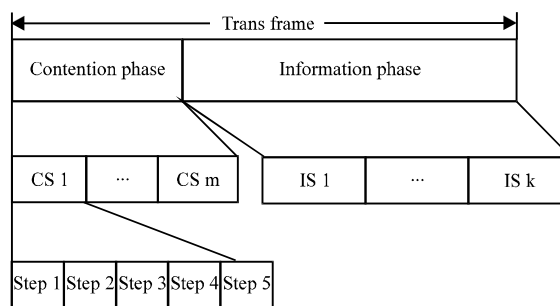 Trans frame
Contention phase Information phase
CS 1 ... CS m IS 1 ... IS k
Step 1 Step 2 Step 3 Step 4 Step 5